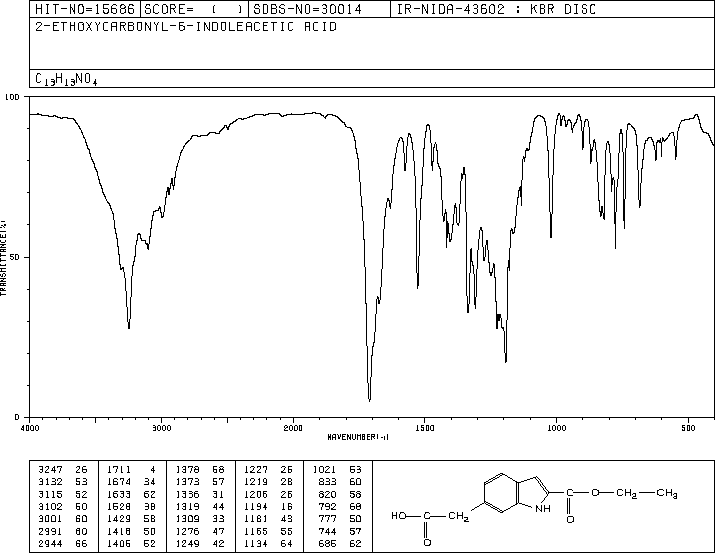 HIT-NO=15686 SCORE= ( ) SDBS-NO=30014 IR-NIDA-43602 : KBR DISC
2-ETHOXYCARBONYL-6-INDOLEACETIC ACID
C13H13NO4
100
50
0
TRANSMITTANCE(%)
4000 3000 2000 1500 1000 500
WAVENUMBER(-1)
3247 26 1711 4 1378 58 1227 26 1021 53
3132 53 1674 34 1373 57 1219 28 833 60
3115 52 1633 62 1336 31 1206 26 820 58
3102 50 1528 38 1319 44 1194 16 792 68
3001 60 1429 58 1309 33 1181 43 777 50
2991 60 1418 50 1276 47 1165 55 744 57
2944 66 1406 52 1249 42 1134 64 686 62
HO—C—CH2 NH C—O—CH2—CH3
O O